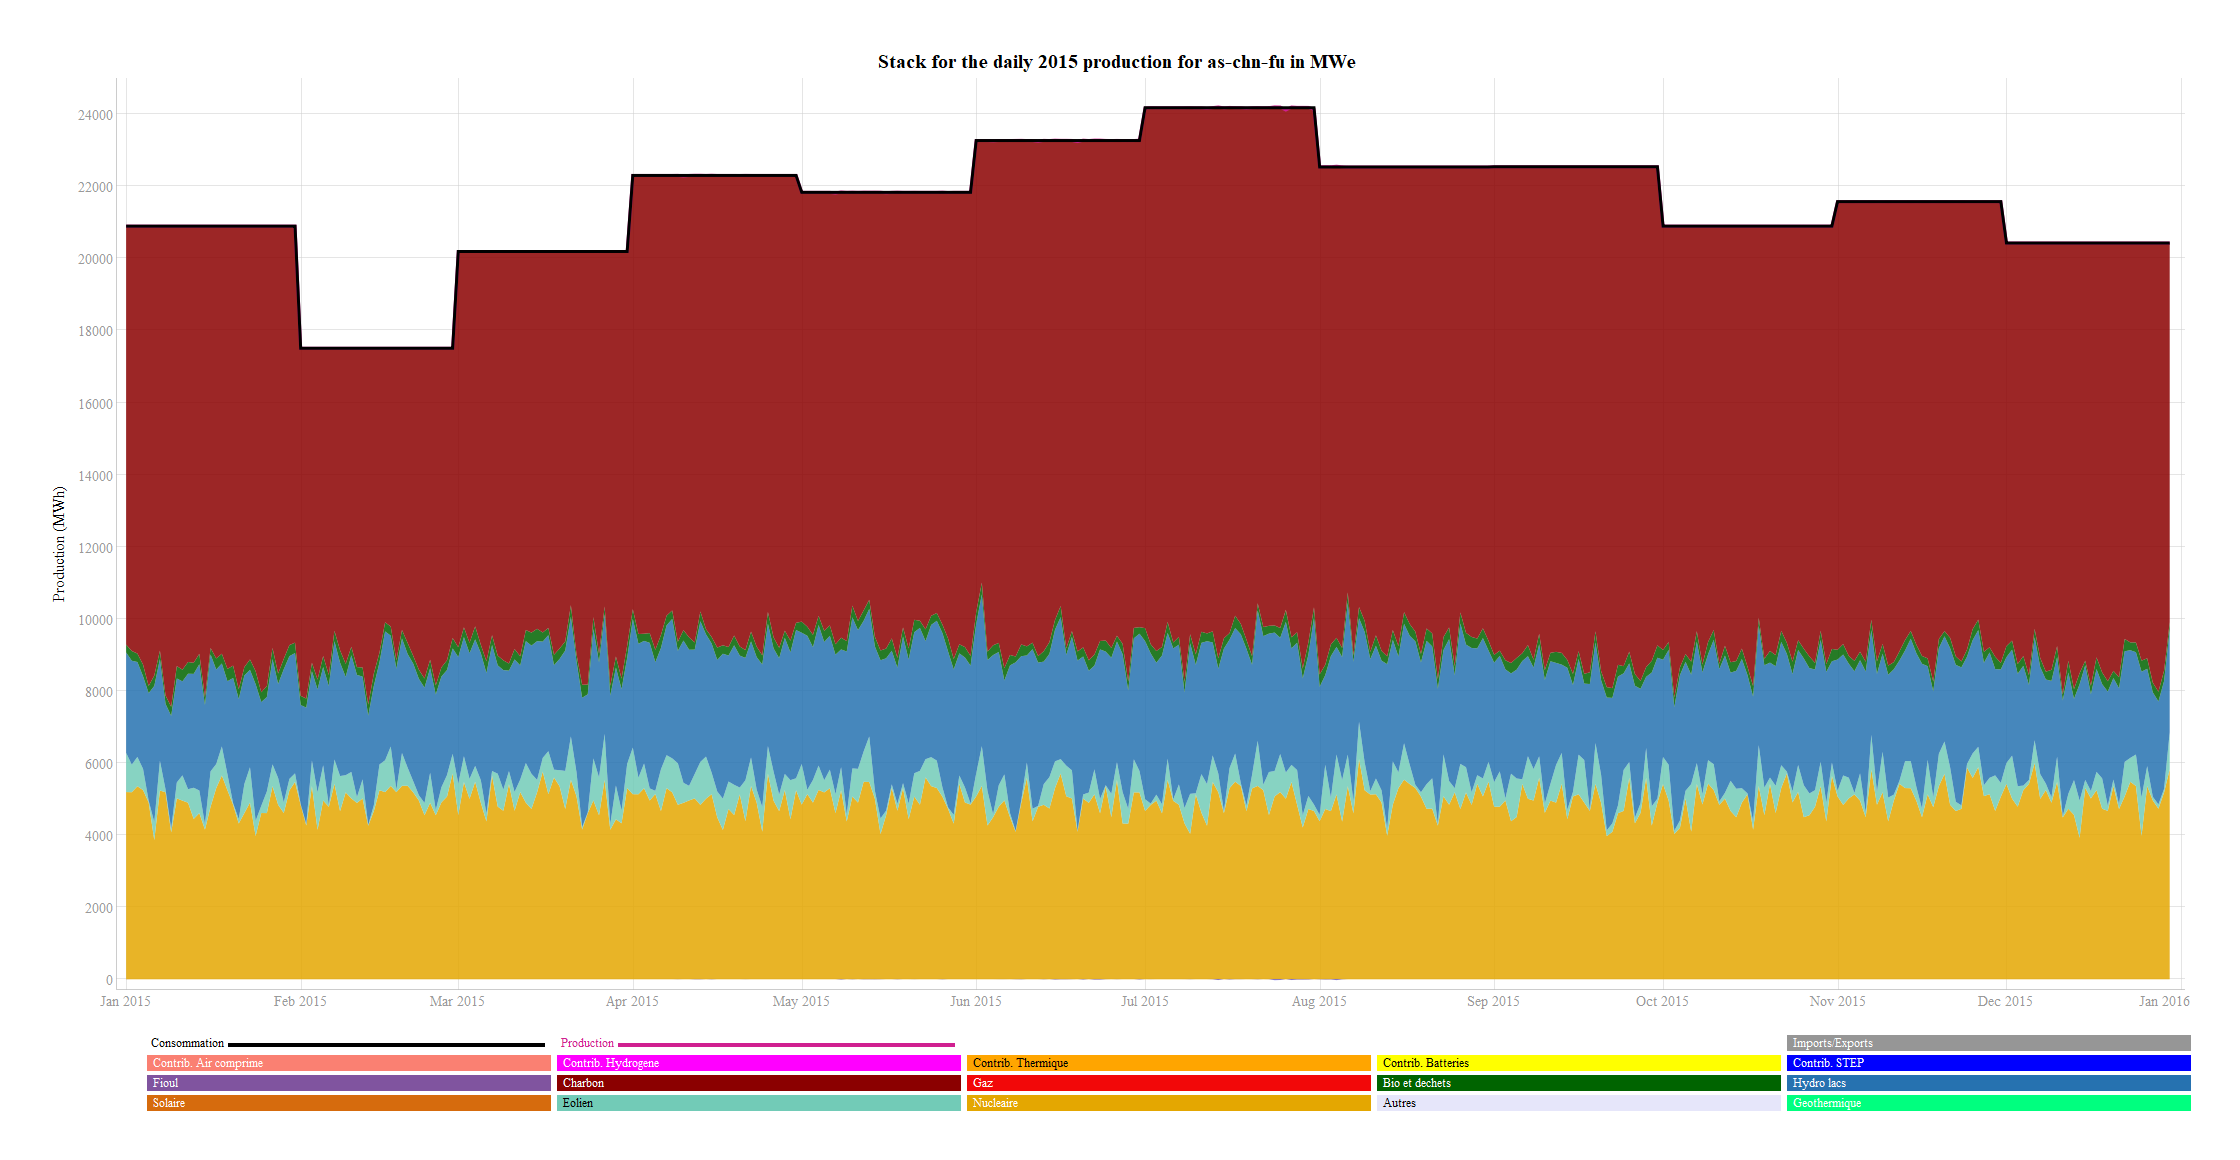 Stack for the daily 2015 production for as-chn-fu in MWe
Production (MWh)
24000
22000
20000
18000
16000
14000
12000
10000
8000
6000
4000
2000
0
Jan 2015 Feb 2015 Mar 2015 Apr 2015 May 2015 Jun 2015 Jul 2015 Aug 2015 Sep 2015 Oct 2015 Nov 2015 Dec 2015 Jan 2016
Consommation Production Imports/Exports
Contrib. Air comprime Contrib. Hydrogene Contrib. Thermique Contrib. Batteries Contrib. STEP
Fioul Charbon Gaz Bio et dechets Hydro lacs
Solaire Eolien Nucleaire Autres Geothermique